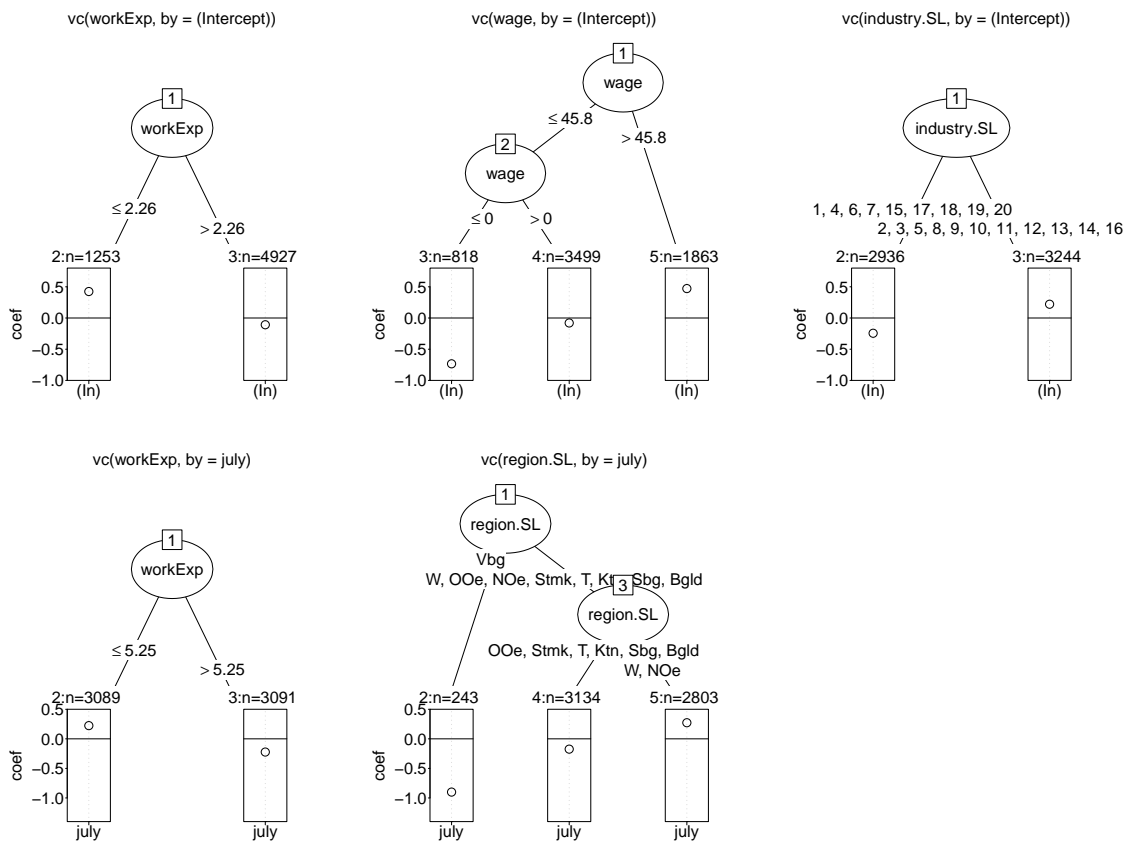 vc(workExp, by = (Intercept))
1
workExp
≤ 2.26
> 2.26
2:n=1253
3:n=4927
coef
0.5
0.0
−0.5
−1.0
(In)
(In)
vc(wage, by = (Intercept))
1
wage
≤ 45.8
> 45.8
2
wage
≤ 0
> 0
3:n=818
4:n=3499
5:n=1863
coef
0.5
0.0
−0.5
−1.0
(In)
(In)
(In)
vc(industry.SL, by = (Intercept))
1
industry.SL
1, 4, 6, 7, 15, 17, 18, 19, 20
2, 3, 5, 8, 9, 10, 11, 12, 13, 14, 16
2:n=2936
3:n=3244
coef
0.5
0.0
−0.5
−1.0
(In)
(In)
vc(workExp, by = july)
1
workExp
≤ 5.25
> 5.25
2:n=3089
3:n=3091
coef
0.5
0.0
−0.5
−1.0
july
july
vc(region.SL, by = july)
1
region.SL
Vbg
W, OOe, NOe, Stmk, T, Ktn, Sbg, Bgld
3
region.SL
OOe, Stmk, T, Ktn, Sbg, Bgld
W, NOe
2:n=243
4:n=3134
5:n=2803
coef
0.5
0.0
−0.5
−1.0
july
july
july